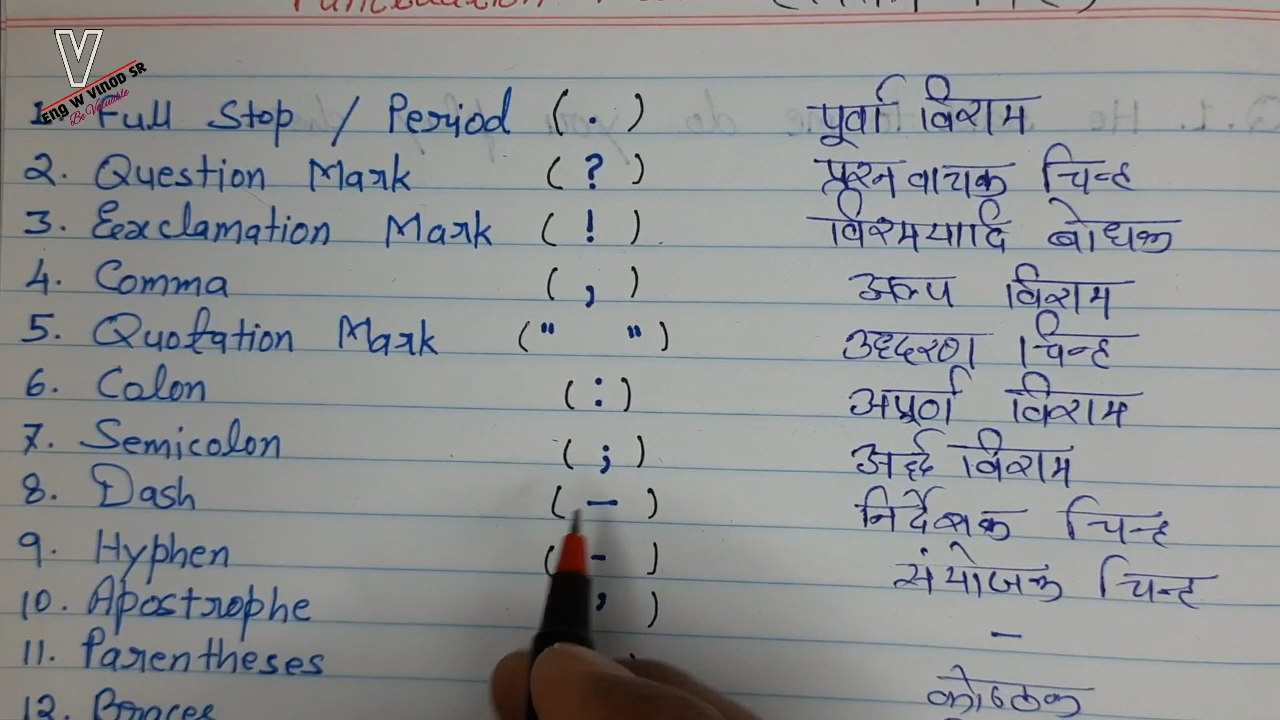 Punctuation
V
ENG W VINOD SR
Be Valuable
1. Full Stop / Period ( . ) पूर्वा विराम
2. Question Mark ( ? ) प्रश्नवाचक चिन्ह
3. Exclamation Mark ( ! ) विस्मयादि बोधक
4. Comma ( , ) अल्प विराम
5. Quotation Mark (" ") उद्दरण चिन्ह
6. Colon ( : ) अपूर्ण विराम
7. Semicolon ( ; ) अर्द्द विराम
8. Dash ( — ) निर्देशक चिन्ह
9. Hyphen ( - ) संयोजक चिन्ह
10. Apostrophe ’ ) —
11. Parentheses कोष्ठक
12. Braces